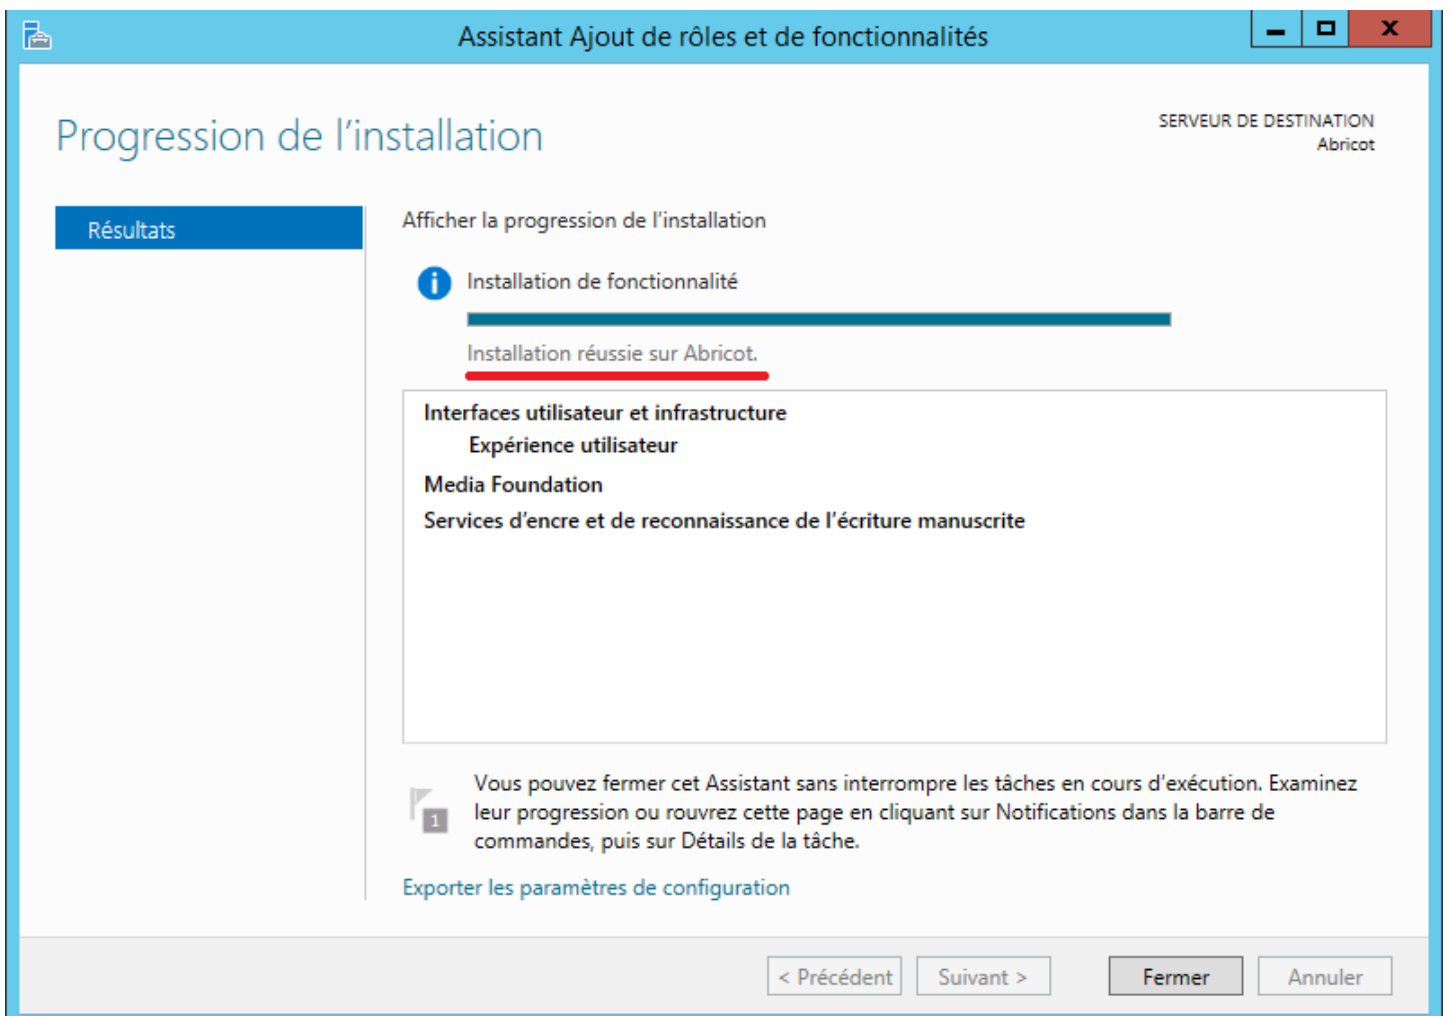 Assistant Ajout de rôles et de fonctionnalités
Progression de l'installation
SERVEUR DE DESTINATION
Abricot
Résultats
Afficher la progression de l'installation
Installation de fonctionnalité
Installation réussie sur Abricot.
Interfaces utilisateur et infrastructure
Expérience utilisateur
Media Foundation
Services d'encre et de reconnaissance de l'écriture manuscrite
1
Vous pouvez fermer cet Assistant sans interrompre les tâches en cours d'exécution. Examinez
leur progression ou rouvrez cette page en cliquant sur Notifications dans la barre de
commandes, puis sur Détails de la tâche.
Exporter les paramètres de configuration
< Précédent
Suivant >
Fermer
Annuler